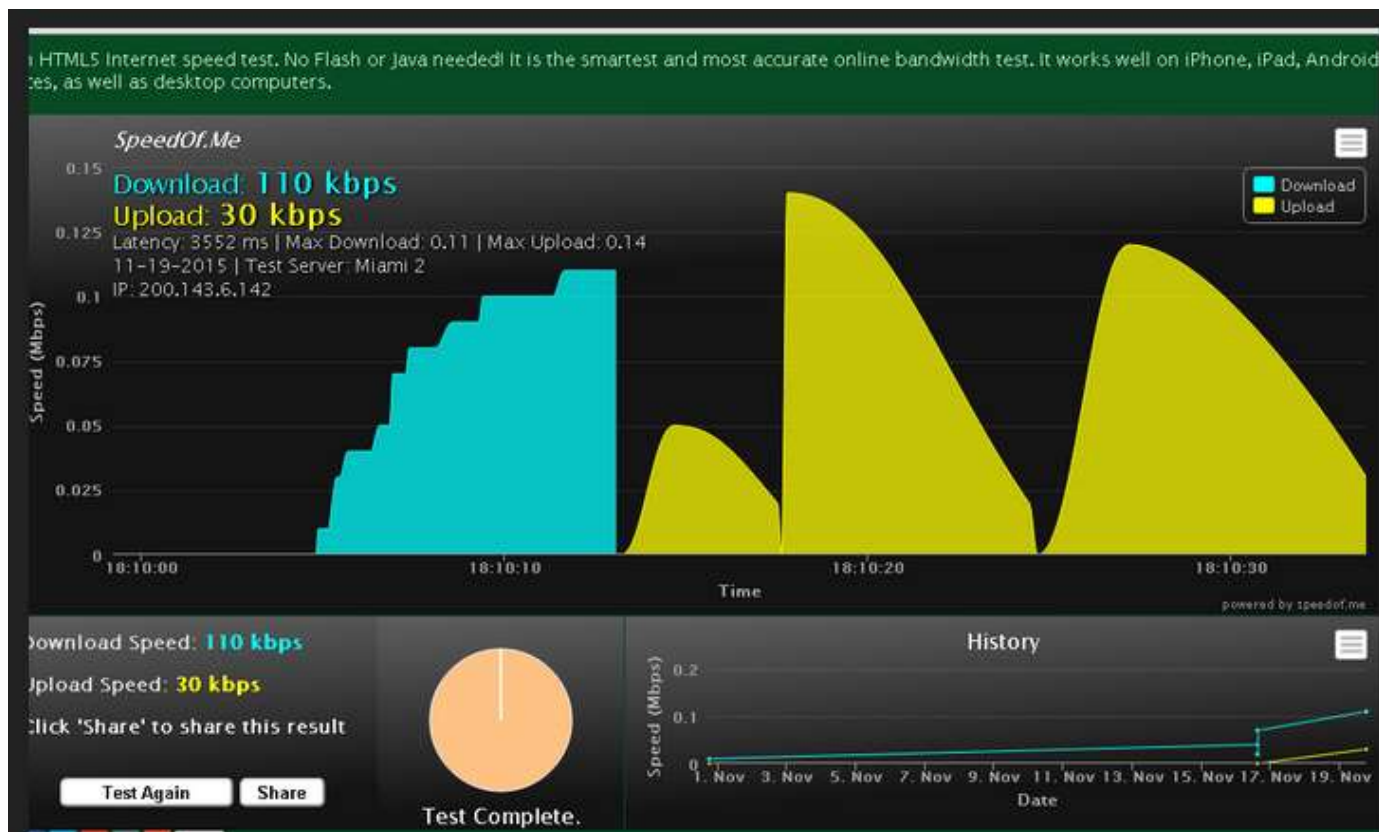 HTML5 Internet speed test. No Flash or Java needed! It is the smartest and most accurate online bandwidth test. It works well on iPhone, iPad, Android
ces, as well as desktop computers.
SpeedOf.Me
Download: 110 kbps
Upload: 30 kbps
Latency: 3552 ms | Max Download: 0.11 | Max Upload: 0.14
11-19-2015 | Test Server: Miami 2
IP: 200.143.6.142
Download
Upload
Speed (Mbps)
0.15
0.125
0.1
0.075
0.05
0.025
0
18:10:00 18:10:10 18:10:20 18:10:30
Time
powered by speedof.me
Download Speed: 110 kbps
Upload Speed: 30 kbps
Click 'Share' to share this result
Test Again Share
Test Complete.
History
Speed (Mbps)
0.2
0.1
0
1. Nov 3. Nov 5. Nov 7. Nov 9. Nov 11. Nov 13. Nov 15. Nov 17. Nov 19. Nov
Date